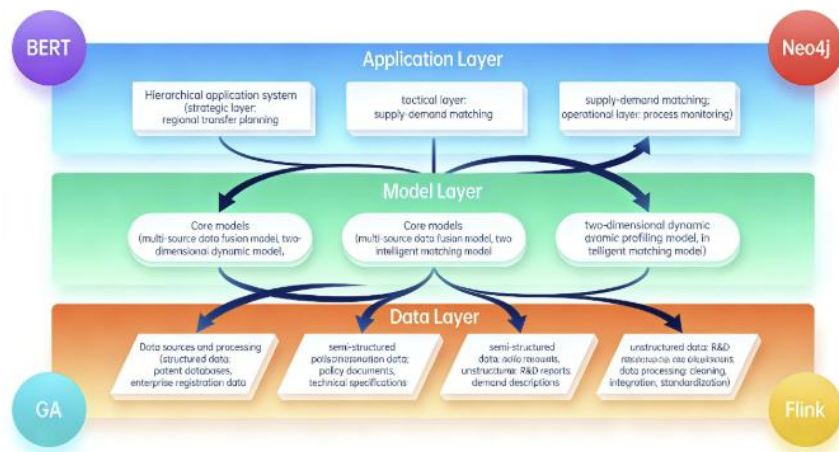 BERT
Neo4j
Application Layer
Hierarchical application system
(strategic layer:
regional transfer planning
tactical layer:
supply-demand matching
supply-demand matching;
operational layer: process monitoring)
Model Layer
Core models
(multi-source data fusion model, two-
dimensional dynamic model,
Core models
(multi-source data fusion model, two
intelligent matching model
two-dimensional dynamic
profiling model, in
telligent matching model)
Data Layer
Data sources and processing
(structured data:
patent databases,
enterprise registration data
semi-structured
data;
policy documents,
technical specifications
semi-structured
data:
R&D reports
demand descriptions
unstructured data: R&D
data processing: cleaning,
integration, standardization)
GA
Flink